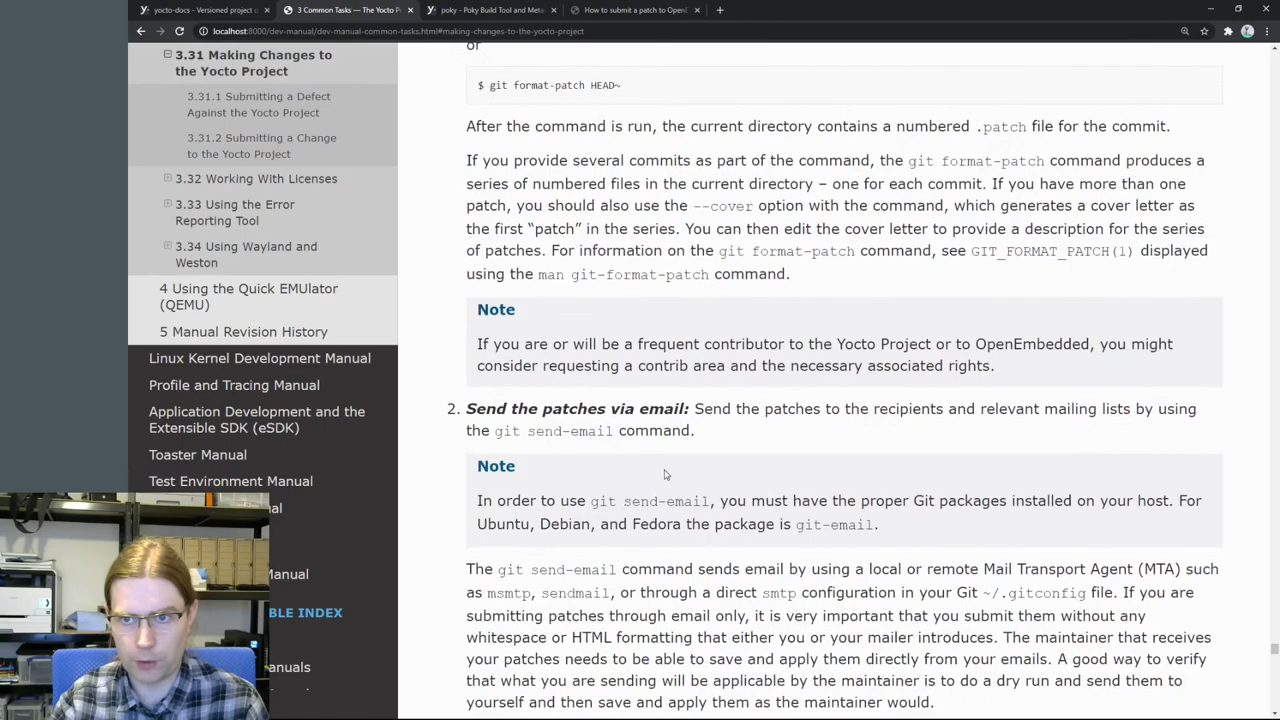 yocto-docs - Versioned project d
3 Common Tasks — The Yocto P
poky - Poky Build Tool and Meta
How to submit a patch to OpenE
localhost:8000/dev-manual/dev-manual-common-tasks.html#making-changes-to-the-yocto-project
3.31 Making Changes to
the Yocto Project
3.31.1 Submitting a Defect
Against the Yocto Project
3.31.2 Submitting a Change
to the Yocto Project
3.32 Working With Licenses
3.33 Using the Error
Reporting Tool
3.34 Using Wayland and
Weston
4 Using the Quick EMUlator
(QEMU)
5 Manual Revision History
Linux Kernel Development Manual
Profile and Tracing Manual
Application Development and the
Extensible SDK (eSDK)
Toaster Manual
Test Environment Manual
al
Manual
BLE INDEX
anuals
or
$ git format-patch HEAD~
After the command is run, the current directory contains a numbered .patch file for the commit.
If you provide several commits as part of the command, the git format-patch command produces a
series of numbered files in the current directory – one for each commit. If you have more than one
patch, you should also use the --cover option with the command, which generates a cover letter as
the first “patch” in the series. You can then edit the cover letter to provide a description for the series
of patches. For information on the git format-patch command, see GIT_FORMAT_PATCH(1) displayed
using the man git-format-patch command.
Note
If you are or will be a frequent contributor to the Yocto Project or to OpenEmbedded, you might
consider requesting a contrib area and the necessary associated rights.
2. Send the patches via email: Send the patches to the recipients and relevant mailing lists by using
the git send-email command.
Note
In order to use git send-email, you must have the proper Git packages installed on your host. For
Ubuntu, Debian, and Fedora the package is git-email.
The git send-email command sends email by using a local or remote Mail Transport Agent (MTA) such
as msmtp, sendmail, or through a direct smtp configuration in your Git ~/.gitconfig file. If you are
submitting patches through email only, it is very important that you submit them without any
whitespace or HTML formatting that either you or your mailer introduces. The maintainer that receives
your patches needs to be able to save and apply them directly from your emails. A good way to verify
that what you are sending will be applicable by the maintainer is to do a dry run and send them to
yourself and then save and apply them as the maintainer would.